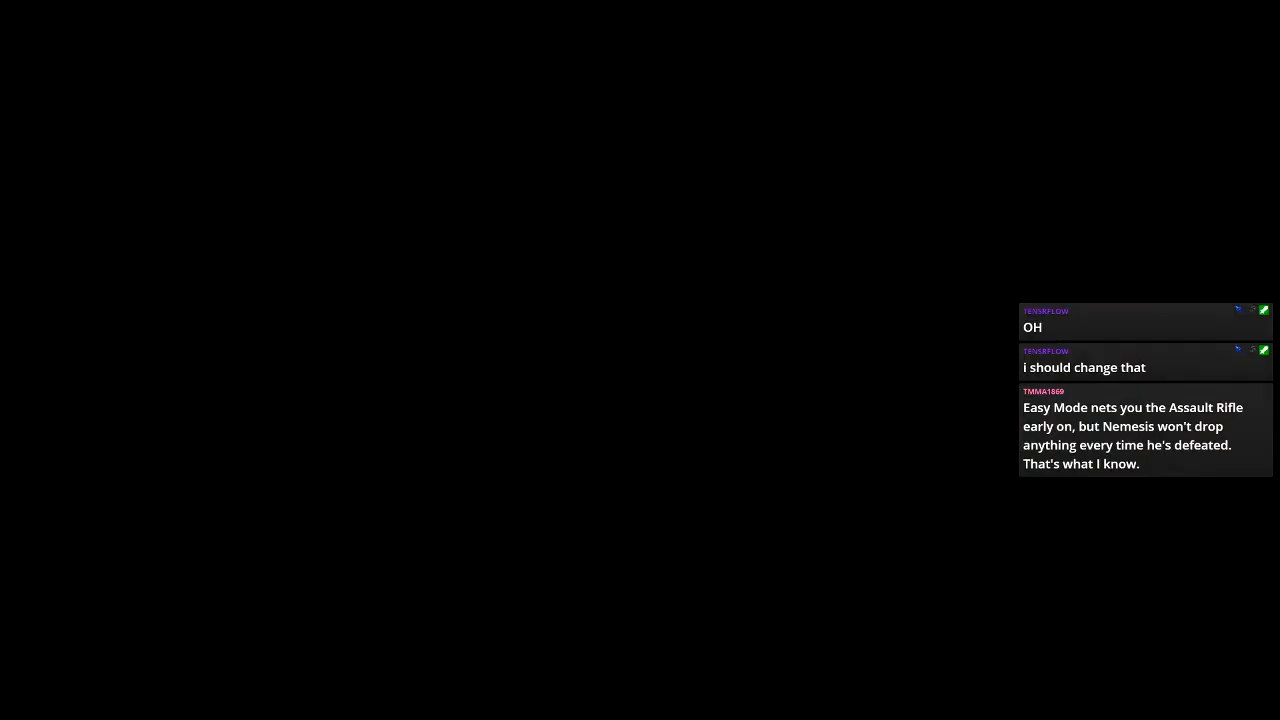 TENSRFLOW
OH
TENSRFLOW
i should change that
TMMA1869
Easy Mode nets you the Assault Rifle
early on, but Nemesis won't drop
anything every time he's defeated.
That's what I know.